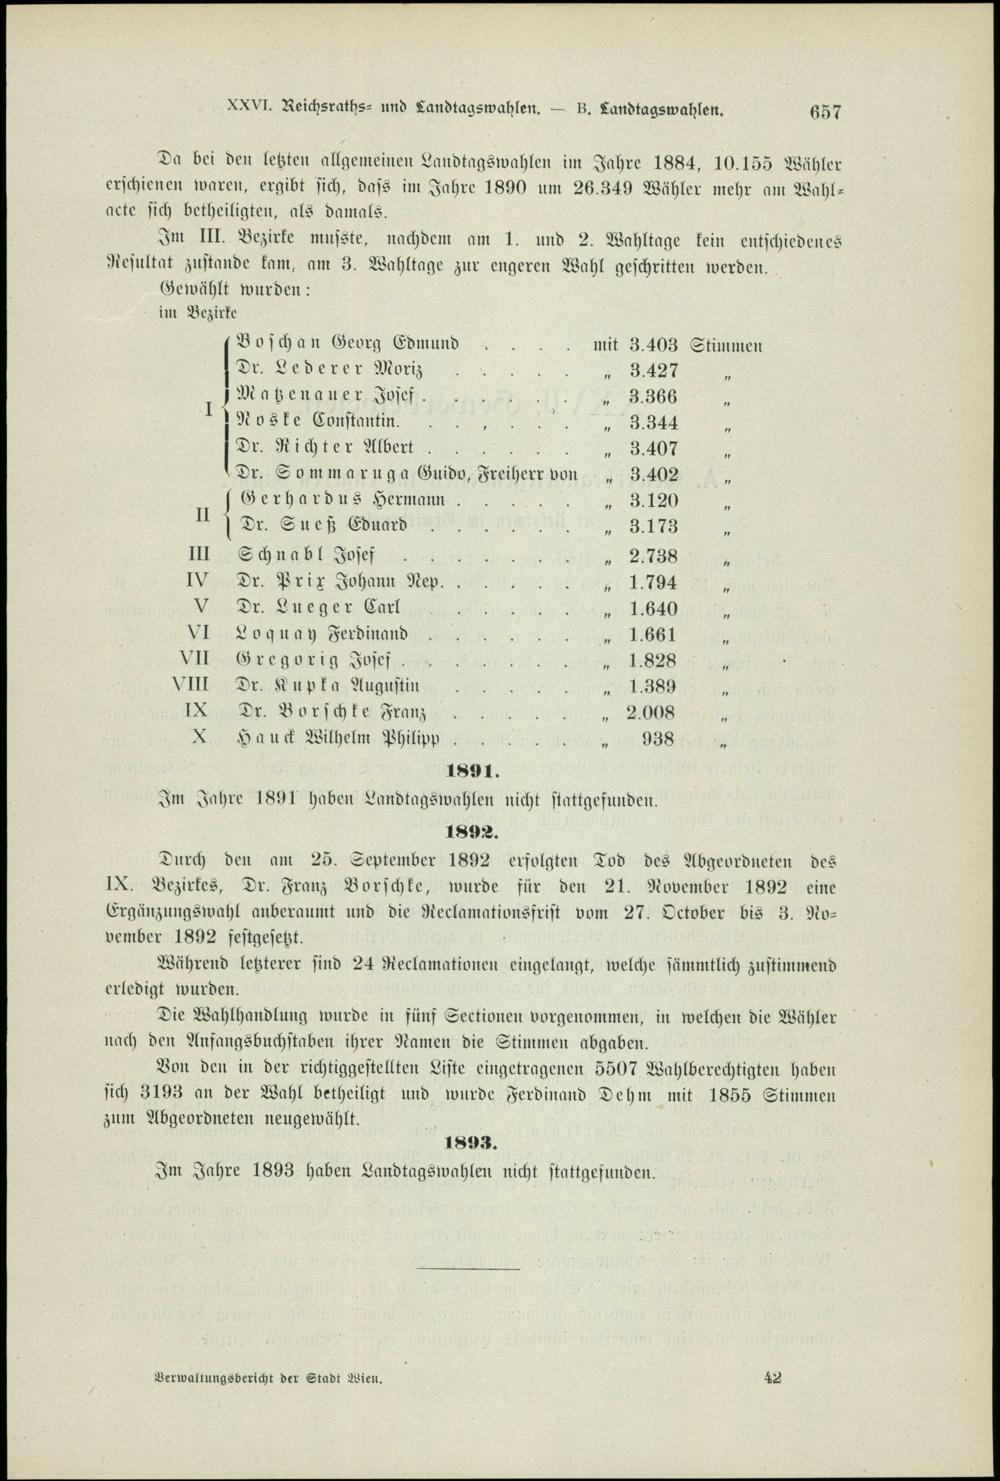 XXVI. Reichsraths- und Landtagswahlen. — B. Landtagswahlen. 657
Da bei den letzten allgemeinen Landtagswahlen im Jahre 1884, 10.155 Wähler
erschienen waren, ergibt sich, dass im Jahre 1890 um 26.349 Wähler mehr am Wahl-
acte sich betheiligten, als damals.
Im III. Bezirke musste, nachdem am 1. und 2. Wahltage kein entschiedenes
Resultat zustande kam, am 3. Wahltage zur engeren Wahl geschritten werden.
Gewählt wurden:
im Bezirke
Boschan Georg Edmund . . . . mit 3.403 Stimmen
Dr. Lederer Moriz . . . . . „ 3.427 „
Matzenauer Josef . . . . . . „ 3.366 „
I Noske Constantin. . . . . . . „ 3.344 „
Dr. Richter Albert . . . . . . „ 3.407 „
Dr. Sommaruga Guido, Freiherr von „ 3.402 „
Gerhardus Hermann . . . . . „ 3.120 „
II Dr. Sueß Eduard . . . . . . „ 3.173 „
III Schnabl Josef . . . . . . . „ 2.738 „
IV Dr. Prix Johann Nep. . . . . . „ 1.794 „
V Dr. Lueger Carl . . . . . . „ 1.640 „
VI Loquay Ferdinand . . . . . . „ 1.661 „
VII Gregorig Josef . . . . . . . „ 1.828 „
VIII Dr. Kupka Augustin . . . . . „ 1.389 „
IX Dr. Borschke Franz . . . . . „ 2.008 „
X Hauck Wilhelm Philipp . . . . . „ 938 „
1891.
Im Jahre 1891 haben Landtagswahlen nicht stattgefunden.
1892.
Durch den am 25. September 1892 erfolgten Tod des Abgeordneten des
IX. Bezirkes, Dr. Franz Borschke, wurde für den 21. November 1892 eine
Ergänzungswahl anberaumt und die Reclamationsfrist vom 27. October bis 3. No-
vember 1892 festgesetzt.
Während letzterer sind 24 Reclamationen eingelangt, welche sämmtlich zustimmend
erledigt wurden.
Die Wahlhandlung wurde in fünf Sectionen vorgenommen, in welchen die Wähler
nach den Anfangsbuchstaben ihrer Namen die Stimmen abgaben.
Von den in der richtiggestellten Liste eingetragenen 5507 Wahlberechtigten haben
sich 3193 an der Wahl betheiligt und wurde Ferdinand Dehm mit 1855 Stimmen
zum Abgeordneten neugewählt.
1893.
Im Jahre 1893 haben Landtagswahlen nicht stattgefunden.
Verwaltungsbericht der Stadt Wien. 42